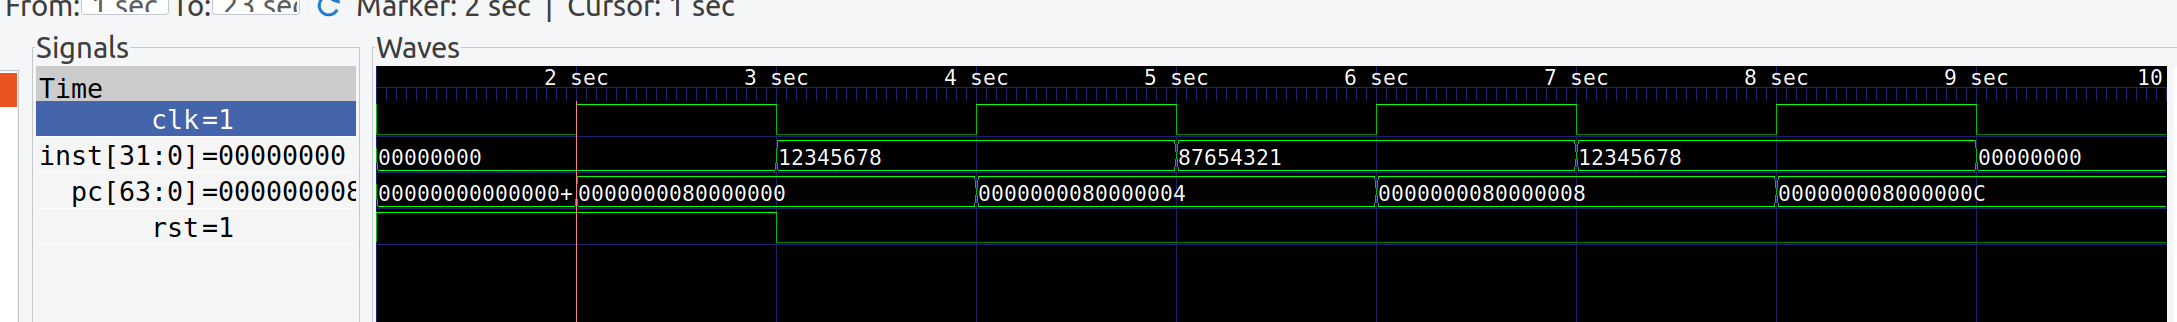 From: 1 sec To: 23 sec Marker: 2 sec | Cursor: 1 sec
Signals
Waves
Time
2 sec 3 sec 4 sec 5 sec 6 sec 7 sec 8 sec 9 sec 10
clk=1
inst[31:0]=00000000
00000000 12345678 87654321 12345678 00000000
pc[63:0]=000000008
00000000000000+ 0000000080000000 0000000080000004 0000000080000008 000000008000000C
rst=1